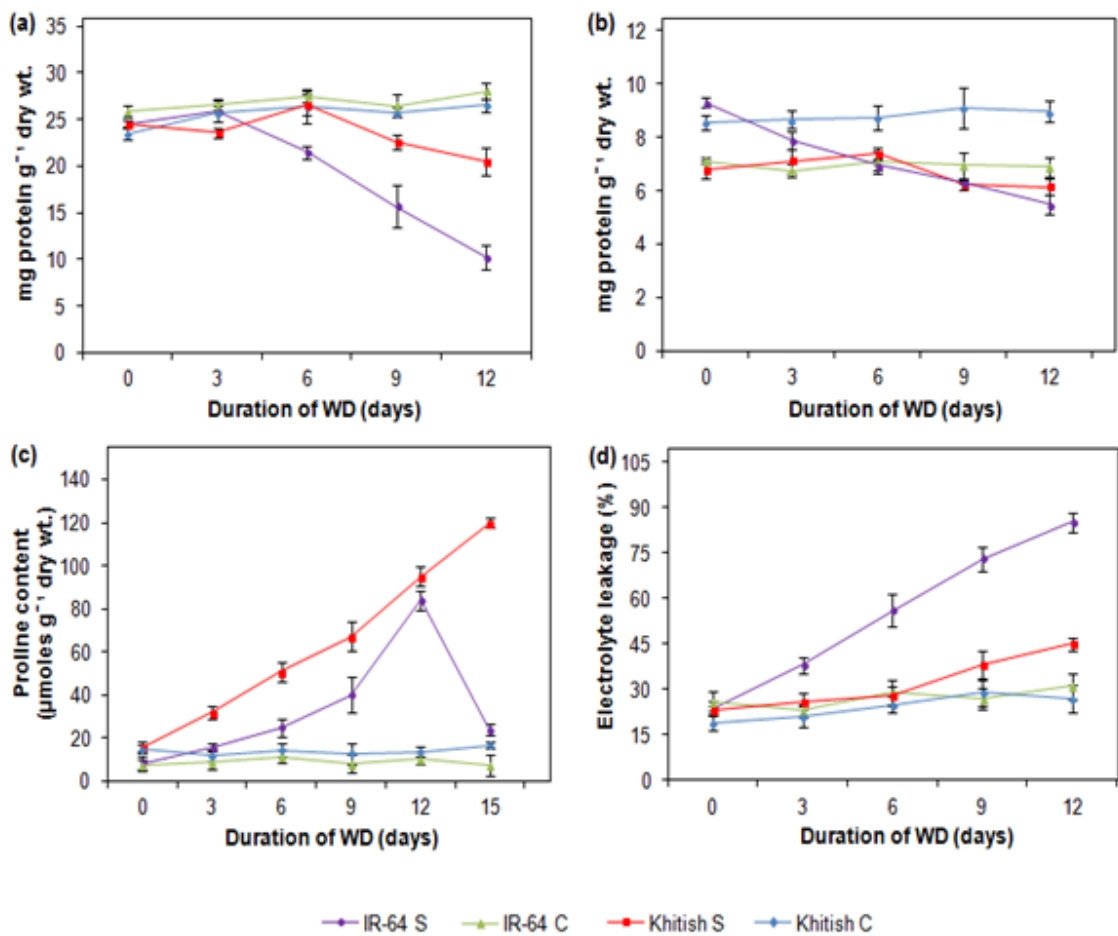 (a)
mg protein g⁻¹ dry wt.
35
30
25
20
15
10
5
0
0 3 6 9 12
Duration of WD (days)
(b)
mg protein g⁻¹ dry wt.
12
10
8
6
4
2
0
0 3 6 9 12
Duration of WD (days)
(c)
Proline content
(µmoles g⁻¹ dry wt.)
140
120
100
80
60
40
20
0
0 3 6 9 12 15
Duration of WD (days)
(d)
Electrolyte leakage (%)
105
90
75
60
45
30
15
0
0 3 6 9 12
Duration of WD (days)
IR-64 S IR-64 C Khitish S Khitish C